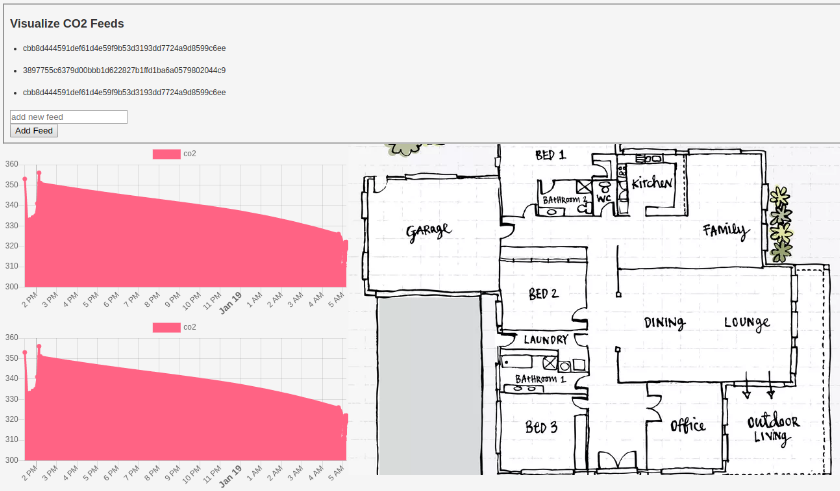 Visualize CO2 Feeds
cbb8d444591def61d4e59f9b53d3193dd7724a9d8599c6ee
3897755c6379d00bbb1d622827b1ffd1ba6a0579802044c9
cbb8d444591def61d4e59f9b53d3193dd7724a9d8599c6ee
add new feed
Add Feed
co2
360
350
340
330
320
310
300
2 PM 3 PM 4 PM 5 PM 6 PM 7 PM 8 PM 9 PM 10 PM 11 PM Jan 19 1 AM 2 AM 3 AM 4 AM 5 AM
co2
360
350
340
330
320
310
300
2 PM 3 PM 4 PM 5 PM 6 PM 7 PM 8 PM 9 PM 10 PM 11 PM Jan 19 1 AM 2 AM 3 AM 4 AM 5 AM
BED 1
KitcHen
BATHROOM 2
WC
GARAGE
FAMILY
BED 2
DINING
LOUNGE
LAUNDRY
BATHROOM 1
BED 3
Office
OUtDOOR
LIVING